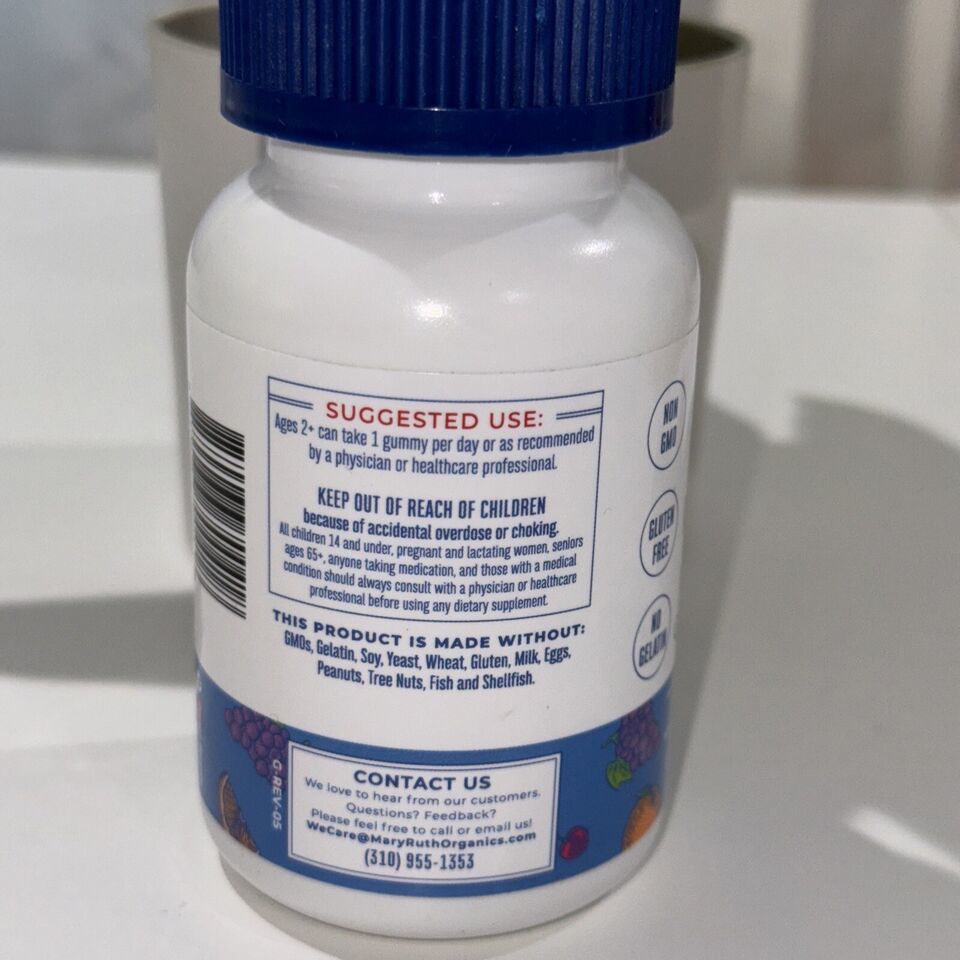 SUGGESTED USE:
Ages 2+ can take 1 gummy per day or as recommended
by a physician or healthcare professional.
KEEP OUT OF REACH OF CHILDREN
because of accidental overdose or choking.
All children 14 and under, pregnant and lactating women, seniors
ages 65+, anyone taking medication, and those with a medical
condition should always consult with a physician or healthcare
professional before using any dietary supplement.
THIS PRODUCT IS MADE WITHOUT:
GMOs, Gelatin, Soy, Yeast, Wheat, Gluten, Milk, Eggs,
Peanuts, Tree Nuts, Fish and Shellfish.
NON
GMO
GLUTEN
FREE
NO
GELATIN
G-REV-05
CONTACT US
We love to hear from our customers.
Questions? Feedback?
Please feel free to call or email us!
WeCare@MaryRuthOrganics.com
(310) 955-1353